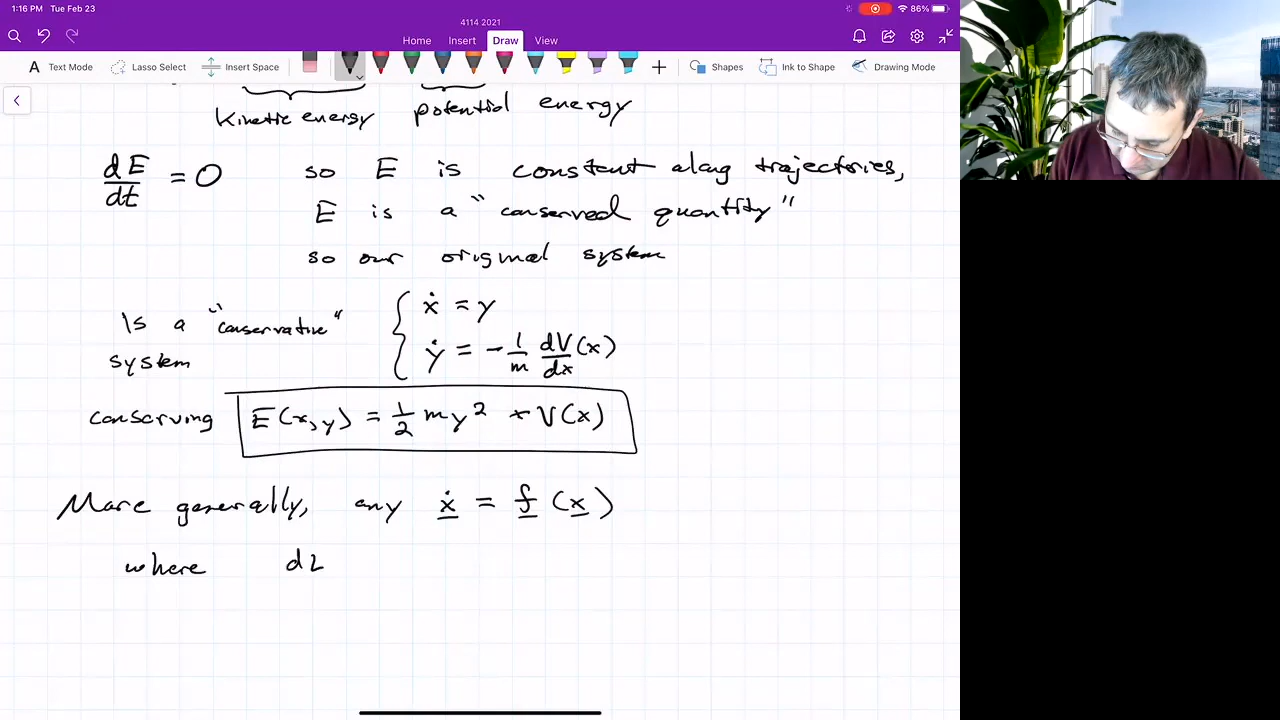 1:16 PM Tue Feb 23
86%
4114 2021
Home Insert Draw View
Text Mode Lasso Select Insert Space Shapes Ink to Shape Drawing Mode
kinetic energy potential energy
dE/dt = 0 so E is constant along trajectories,
E is a "conserved quantity"
so our original system
is a "conservative" system
{ ẋ = y
ẏ = -1/m dV/dx (x)
conserving E(x,y) = 1/2 my² + V(x)
More generally, any ẋ = f(x)
where